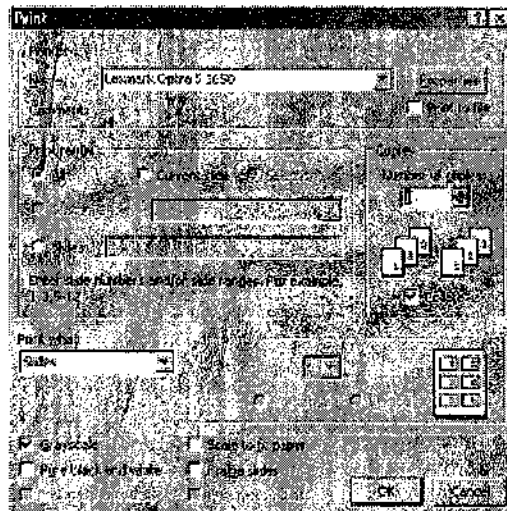 Print
Lexmark Optra S 1650
Properties
Print to file
Print range
Copies
Current slide
Number of copies:
Slides:
Enter slide numbers and/or slide ranges. For example,
1,3,5-12
Print what:
Slides
Grayscale
Scale to fit paper
Pure black and white
Frame slides
OK
Cancel